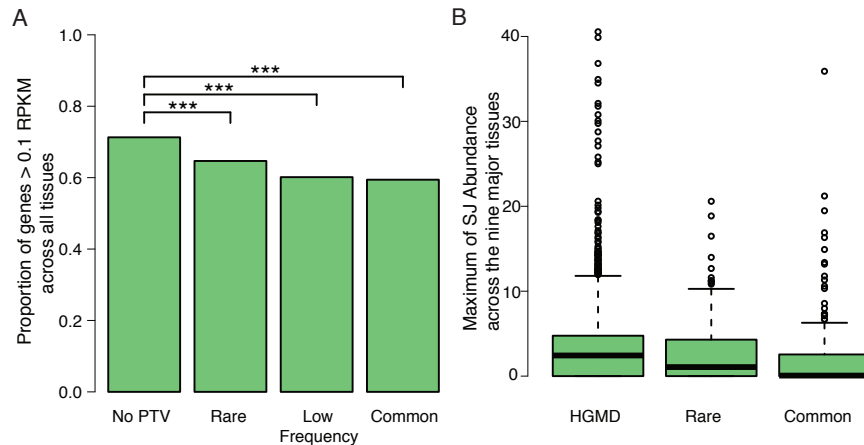 A
Proportion of genes > 0.1 RPKM
across all tissues
1.0
0.8
0.6
0.4
0.2
0.0
***
***
***
No PTV
Rare
Low
Frequency
Common
B
Maximum of SJ Abundance
across the nine major tissues
40
30
20
10
0
HGMD
Rare
Common